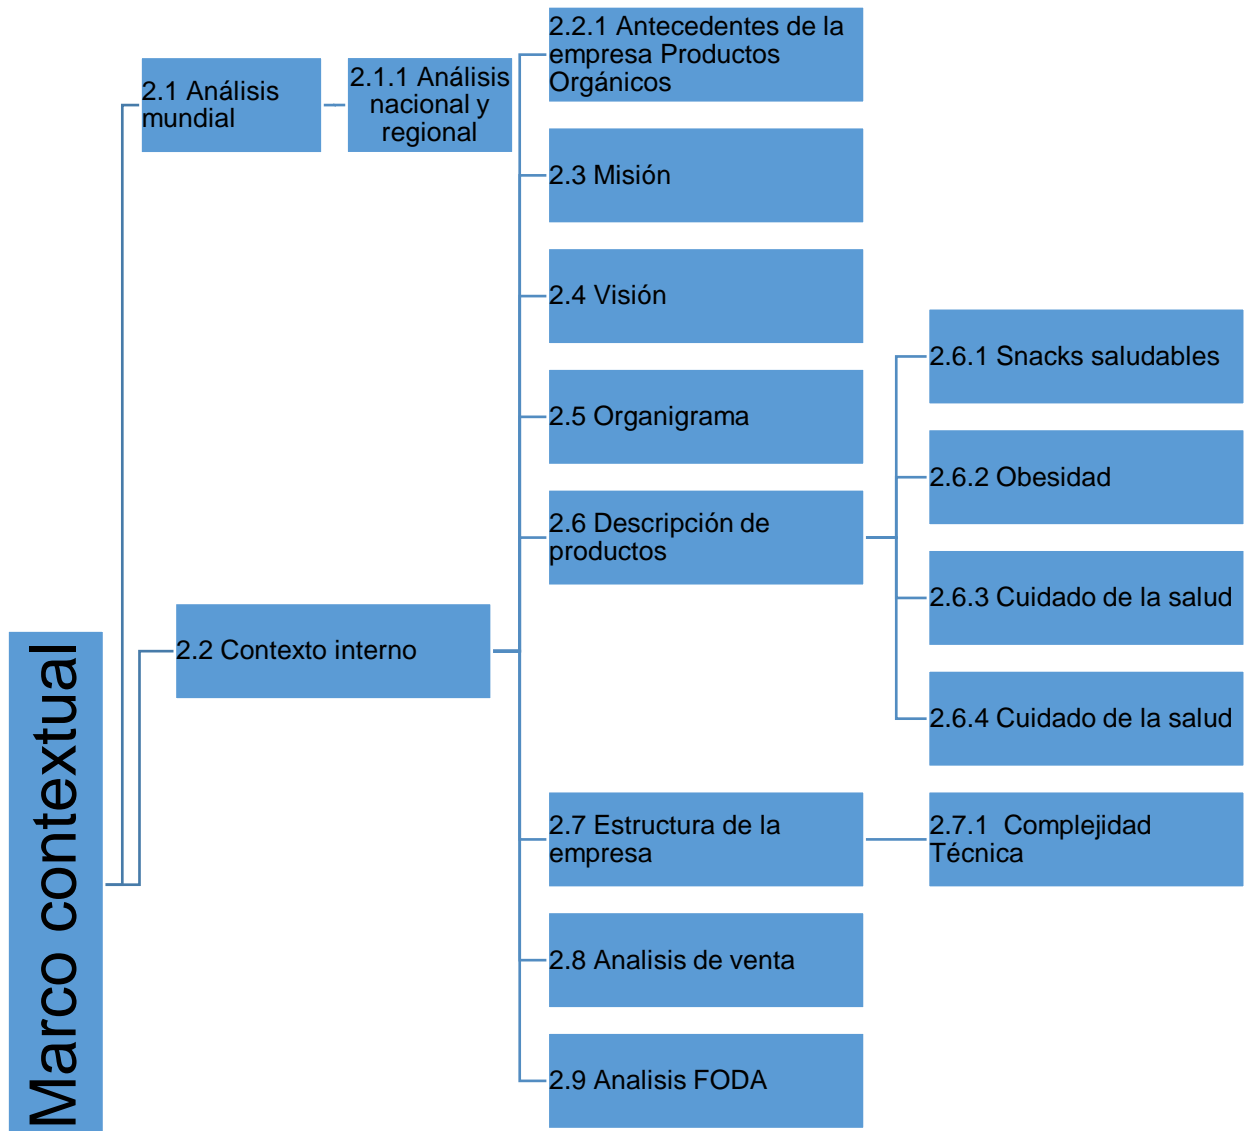 Marco contextual
2.1 Análisis
mundial
2.1.1 Análisis
nacional y
regional
2.2 Contexto interno
2.2.1 Antecedentes de la
empresa Productos
Orgánicos
2.3 Misión
2.4 Visión
2.5 Organigrama
2.6 Descripción de
productos
2.6.1 Snacks saludables
2.6.2 Obesidad
2.6.3 Cuidado de la salud
2.6.4 Cuidado de la salud
2.7 Estructura de la
empresa
2.7.1  Complejidad
Técnica
2.8 Analisis de venta
2.9 Analisis FODA